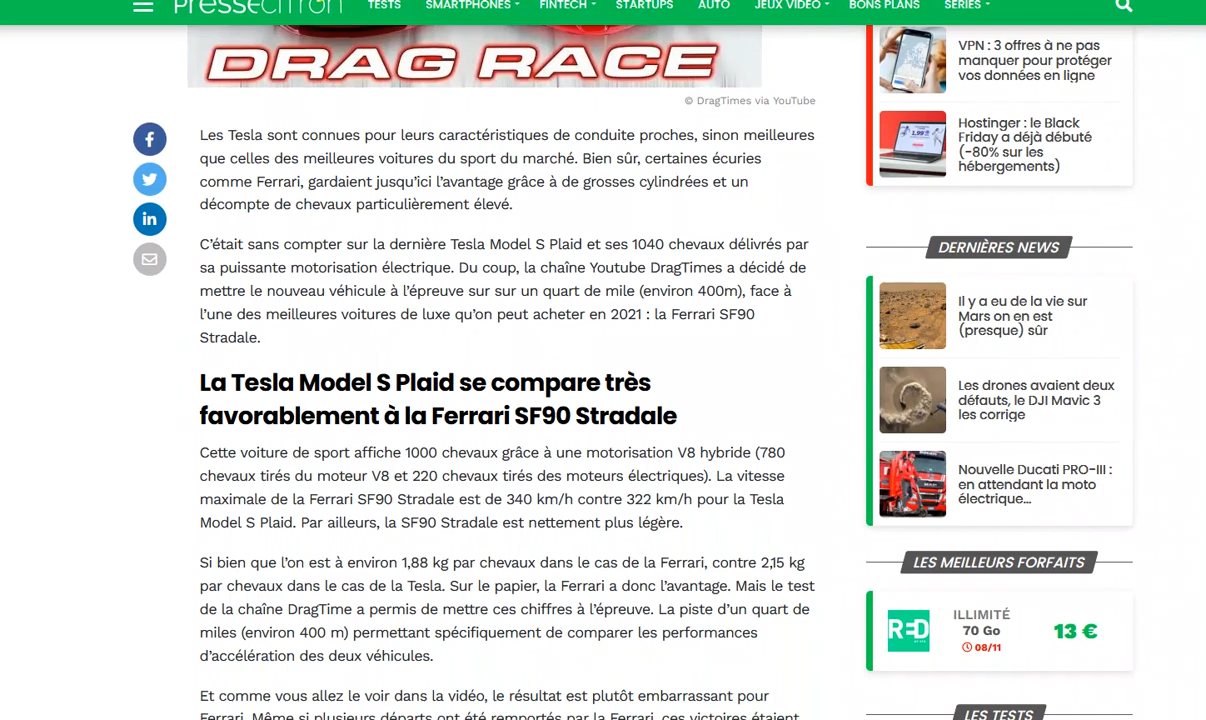 PRESSECITRON
TESTS
SMARTPHONES
FINTECH
STARTUPS
AUTO
JEUX VIDÉO
BONS PLANS
SÉRIES
DRAG RACE
© DragTimes via YouTube
Les Tesla sont connues pour leurs caractéristiques de conduite proches, sinon meilleures
que celles des meilleures voitures du sport du marché. Bien sûr, certaines écuries
comme Ferrari, gardaient jusqu'ici l'avantage grâce à de grosses cylindrées et un
décompte de chevaux particulièrement élevé.
C'était sans compter sur la dernière Tesla Model S Plaid et ses 1040 chevaux délivrés par
sa puissante motorisation électrique. Du coup, la chaîne Youtube DragTimes a décidé de
mettre le nouveau véhicule à l'épreuve sur sur un quart de mile (environ 400m), face à
l'une des meilleures voitures de luxe qu'on peut acheter en 2021 : la Ferrari SF90
Stradale.
La Tesla Model S Plaid se compare très
favorablement à la Ferrari SF90 Stradale
Cette voiture de sport affiche 1000 chevaux grâce à une motorisation V8 hybride (780
chevaux tirés du moteur V8 et 220 chevaux tirés des moteurs électriques). La vitesse
maximale de la Ferrari SF90 Stradale est de 340 km/h contre 322 km/h pour la Tesla
Model S Plaid. Par ailleurs, la SF90 Stradale est nettement plus légère.
Si bien que l'on est à environ 1,88 kg par chevaux dans le cas de la Ferrari, contre 2,15 kg
par chevaux dans le cas de la Tesla. Sur le papier, la Ferrari a donc l'avantage. Mais le test
de la chaîne DragTime a permis de mettre ces chiffres à l'épreuve. La piste d'un quart de
miles (environ 400 m) permettant spécifiquement de comparer les performances
d'accélération des deux véhicules.
Et comme vous allez le voir dans la vidéo, le résultat est plutôt embarrassant pour
Ferrari. Même si plusieurs départs ont été remportés par la Ferrari, ces victoires étaient
VPN : 3 offres à ne pas
manquer pour protéger
vos données en ligne
Hostinger : le Black
Friday a déjà débuté
(-80% sur les
hébergements)
DERNIÈRES NEWS
Il y a eu de la vie sur
Mars on en est
(presque) sûr
Les drones avaient deux
défauts, le DJI Mavic 3
les corrige
Nouvelle Ducati PRO-III :
en attendant la moto
électrique...
LES MEILLEURS FORFAITS
RED
ILLIMITÉ
70 Go
08/11
13 €
LES TESTS